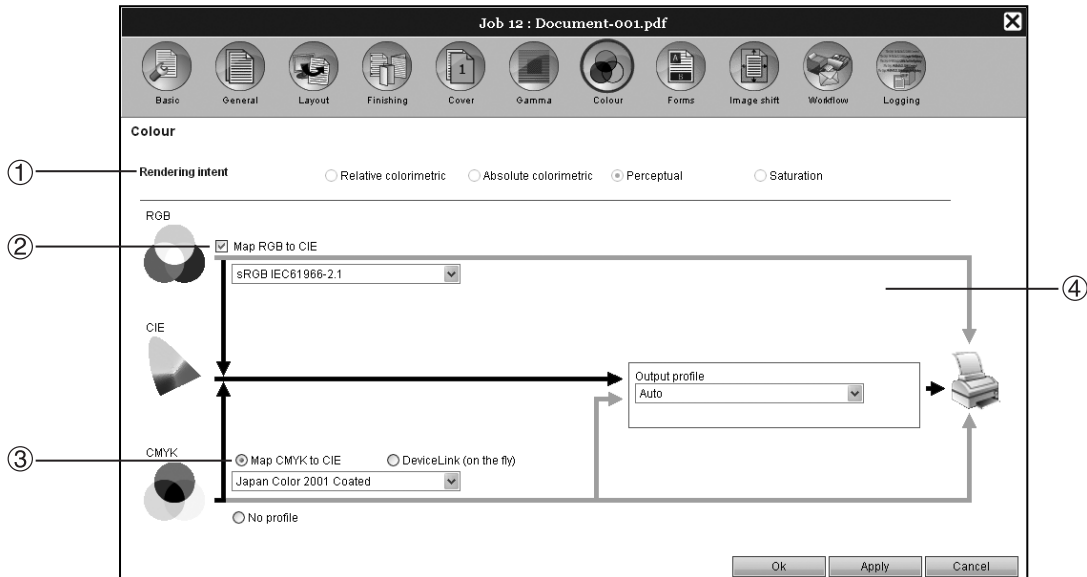 Job 12 : Document-001.pdf
Basic General Layout Finishing Cover Gamma Colour Forms Image shift Workflow Logging
1
A
B
Colour
① Rendering intent Relative colorimetric Absolute colorimetric Perceptual Saturation
RGB
② Map RGB to CIE
sRGB IEC61966-2.1
④
CIE
Output profile
Auto
③ CMYK Map CMYK to CIE DeviceLink (on the fly)
Japan Color 2001 Coated
No profile
Ok Apply Cancel